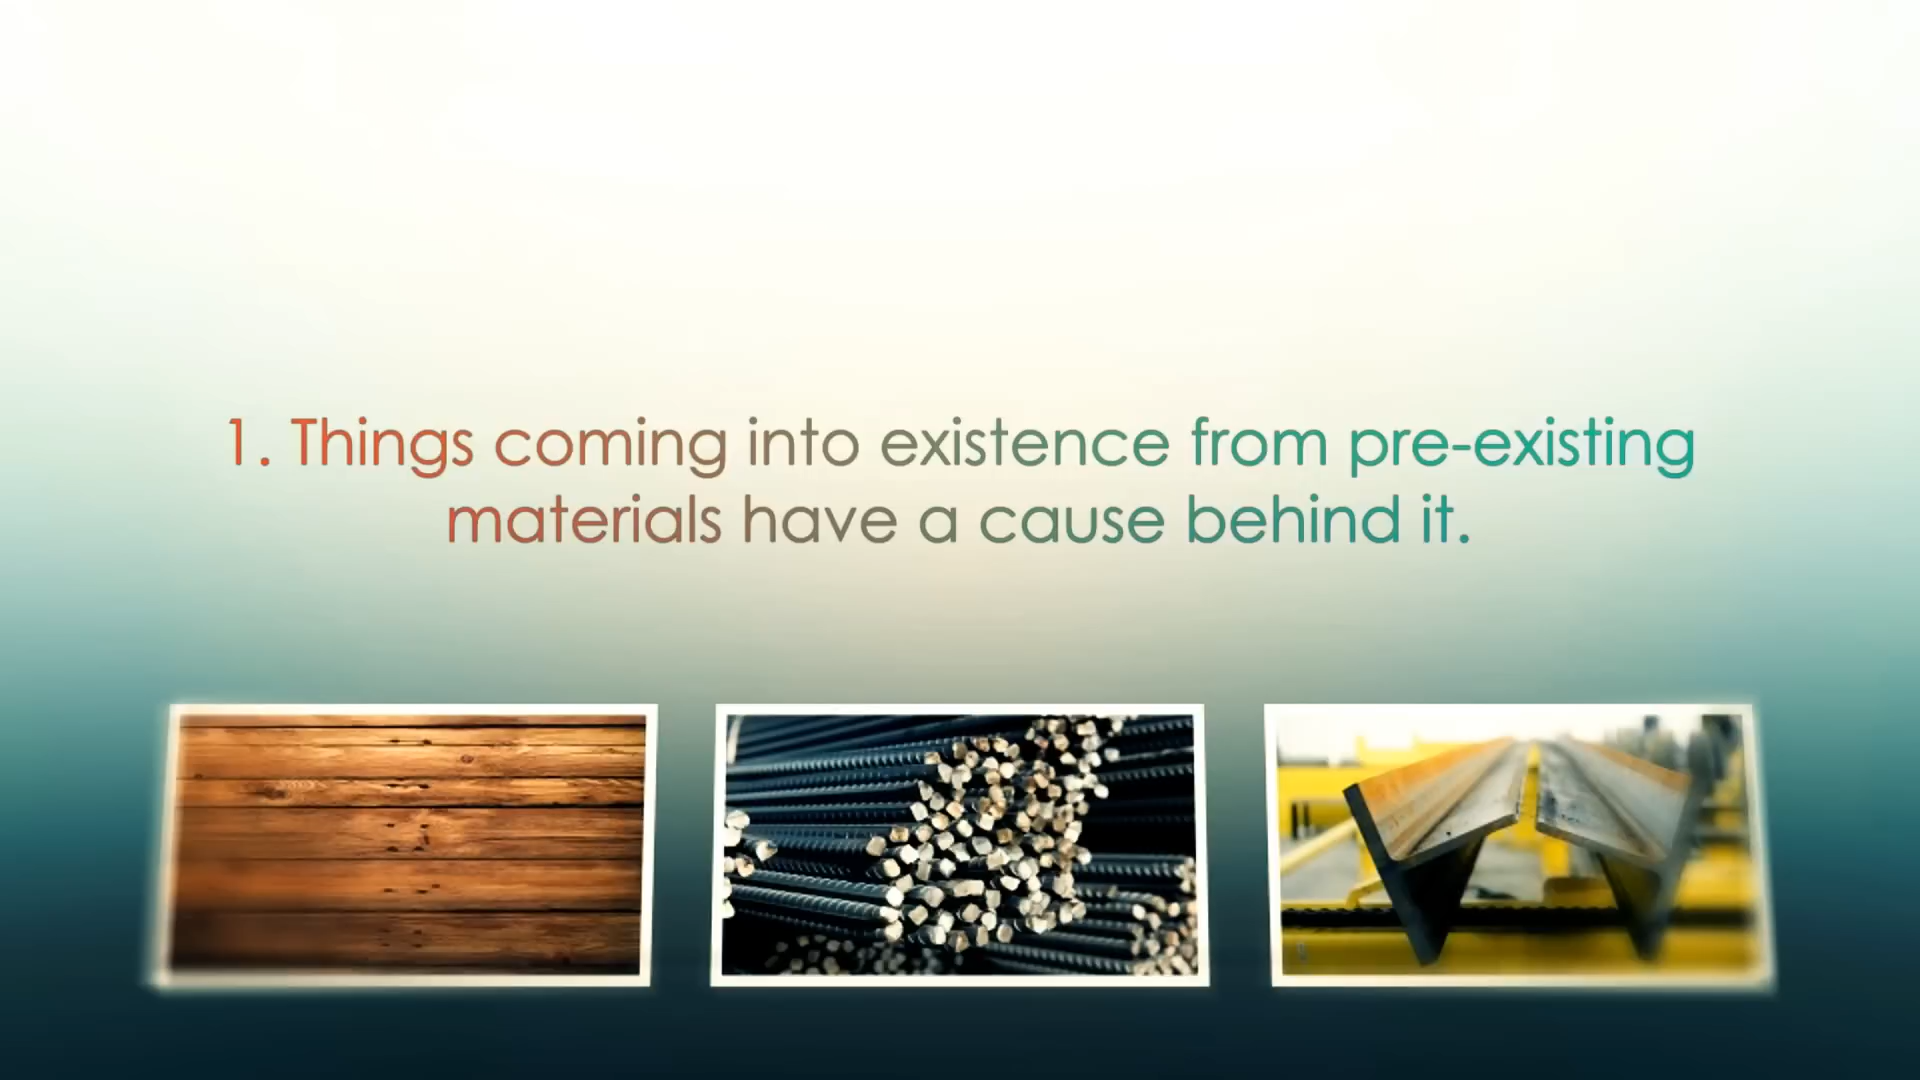 1. Things coming into existence from pre-existing
materials have a cause behind it.